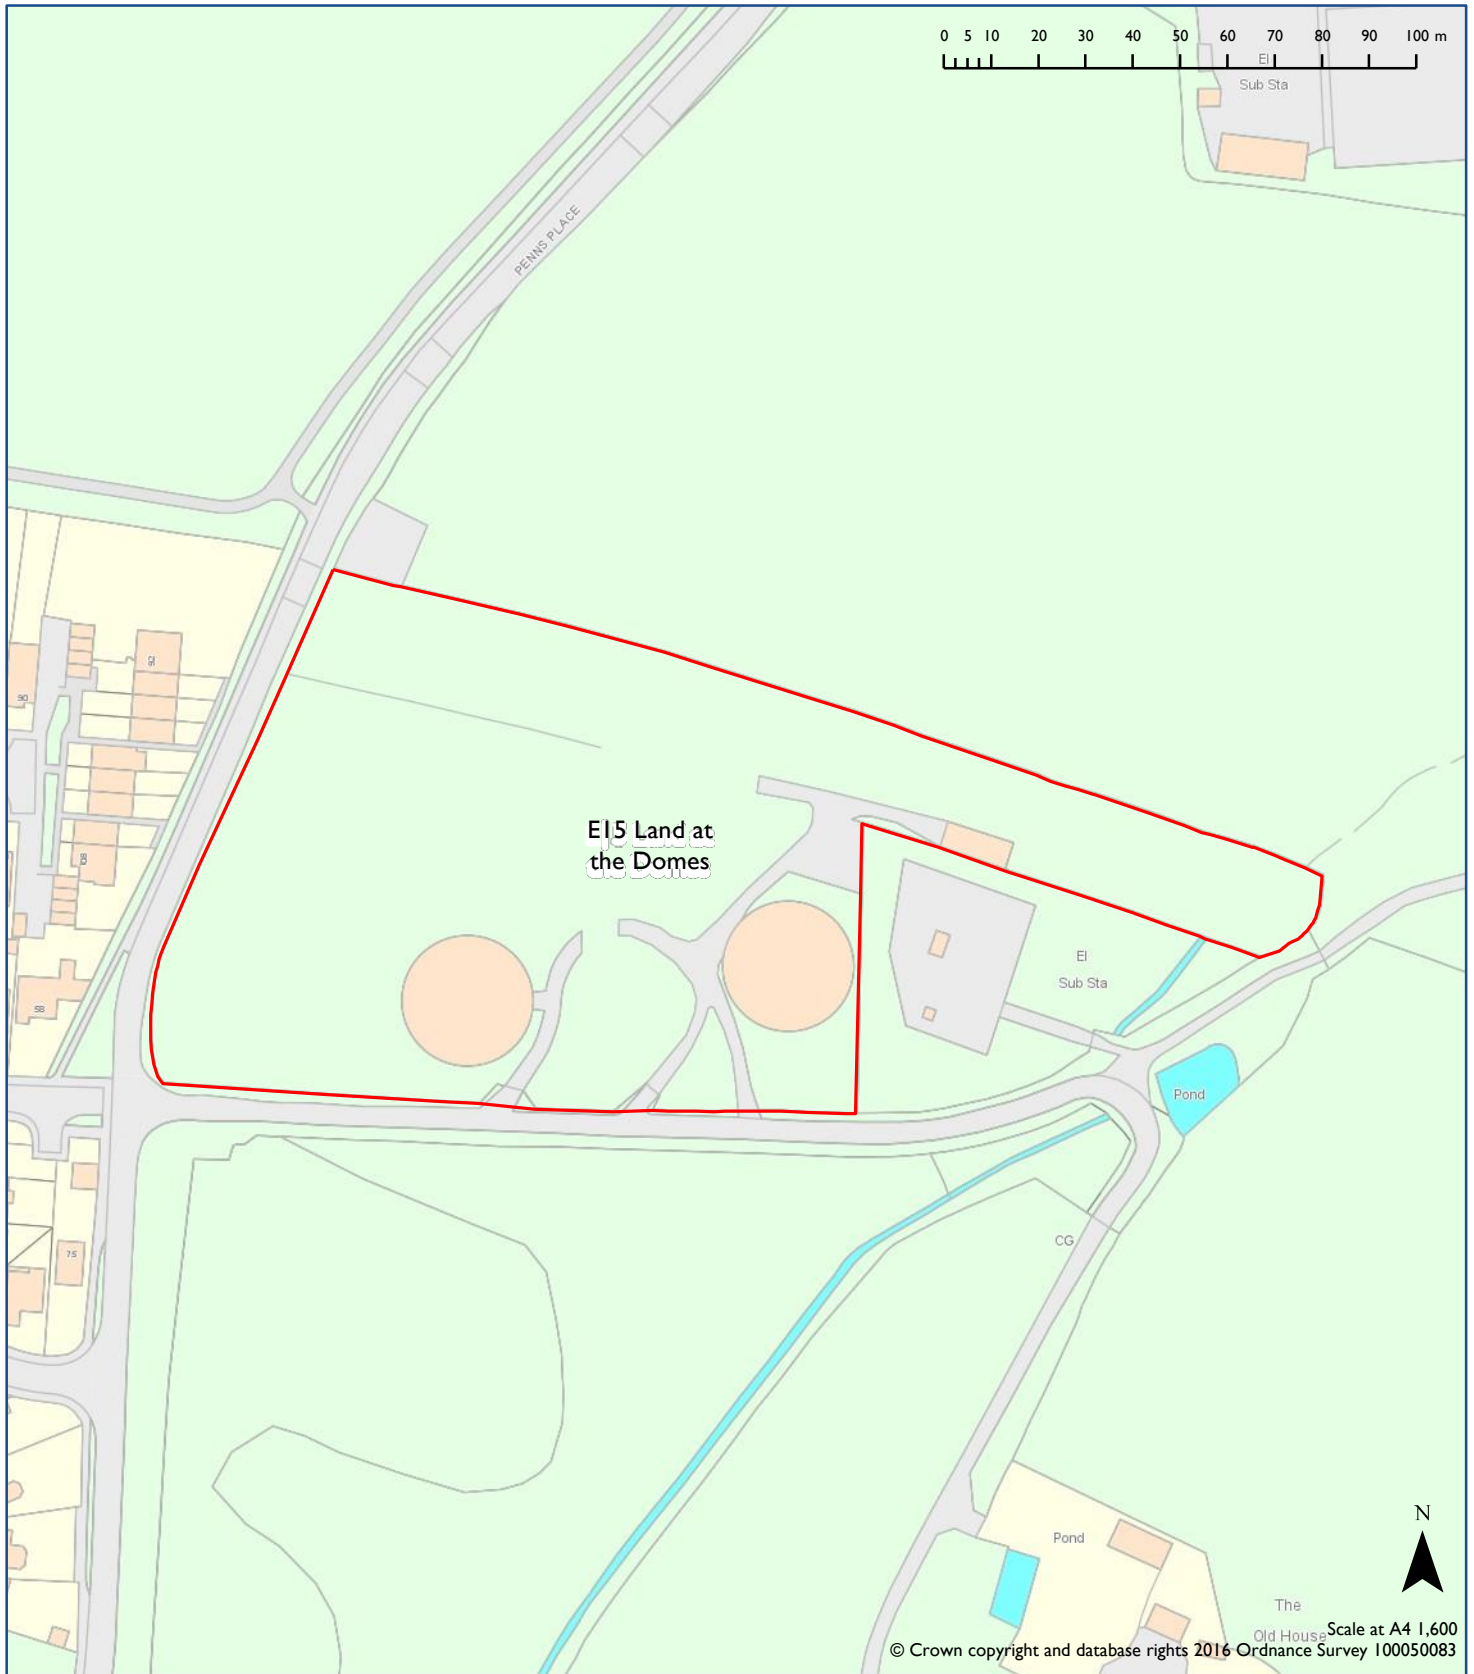 0 5 10 20 30 40 50 60 70 80 90 100 m
El
Sub Sta
PENNS PLACE
92
90
E15 Land at
the Domes
108
El
Sub Sta
58
Pond
CG
75
N
Pond
The
Old House
Scale at A4 1,600
© Crown copyright and database rights 2016 Ordnance Survey 100050083